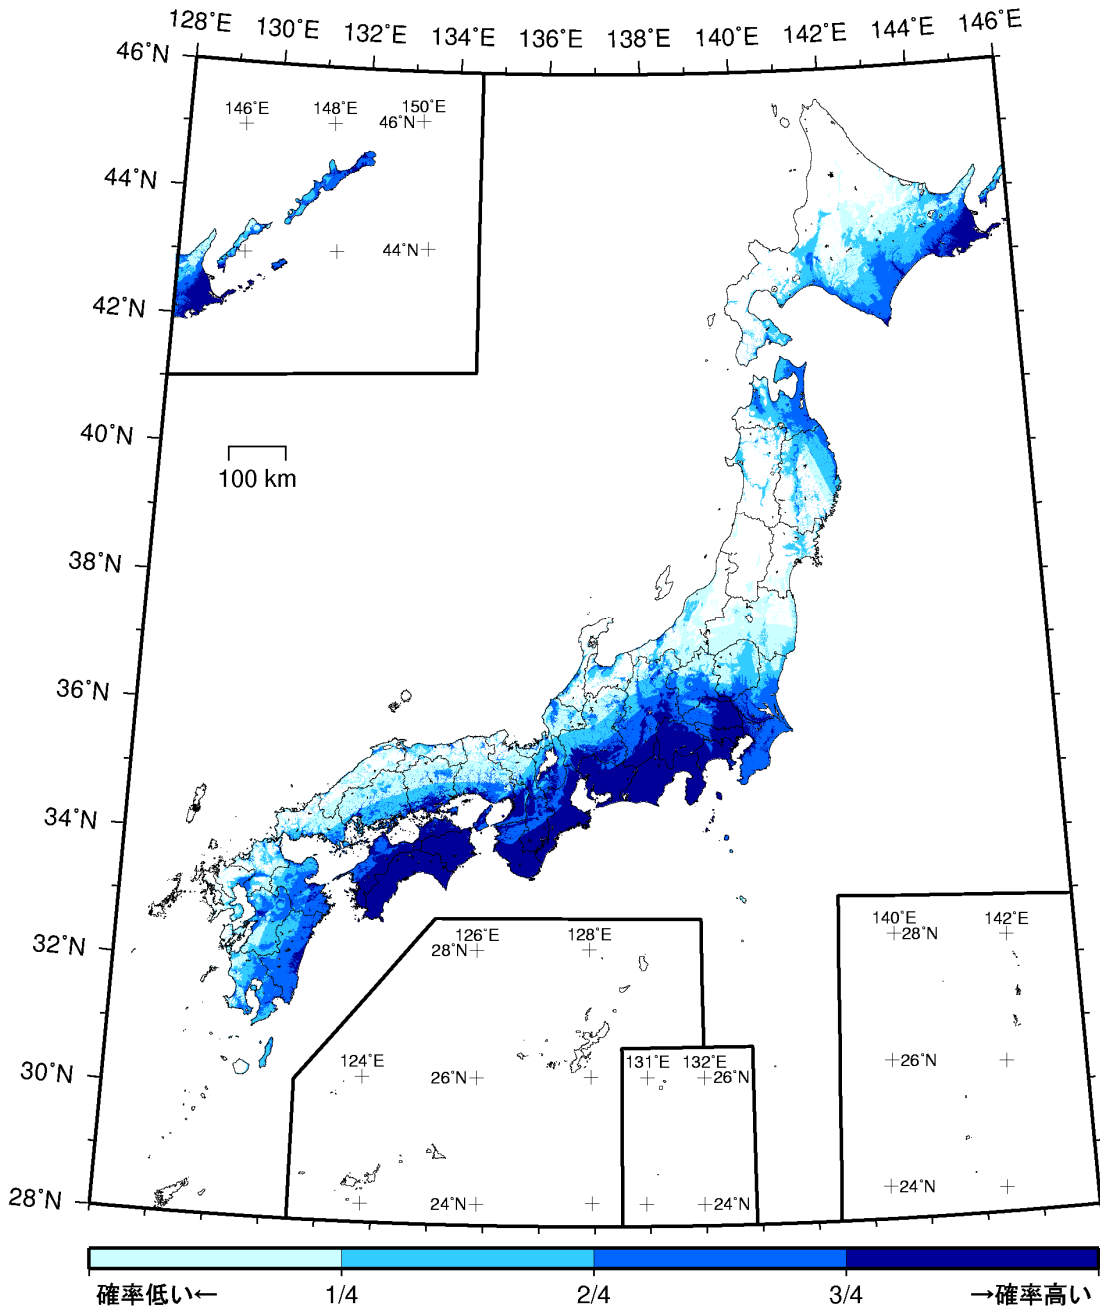 128°E 130°E 132°E 134°E 136°E 138°E 140°E 142°E 144°E 146°E
46°N
146°E 148°E 150°E
46°N
44°N
44°N
42°N
40°N
100 km
38°N
36°N
34°N
32°N
126°E 128°E
28°N
140°E 142°E
28°N
30°N
124°E
26°N
131°E 132°E
26°N
26°N
28°N
24°N
24°N
24°N
確率低い← 1/4 2/4 3/4 →確率高い